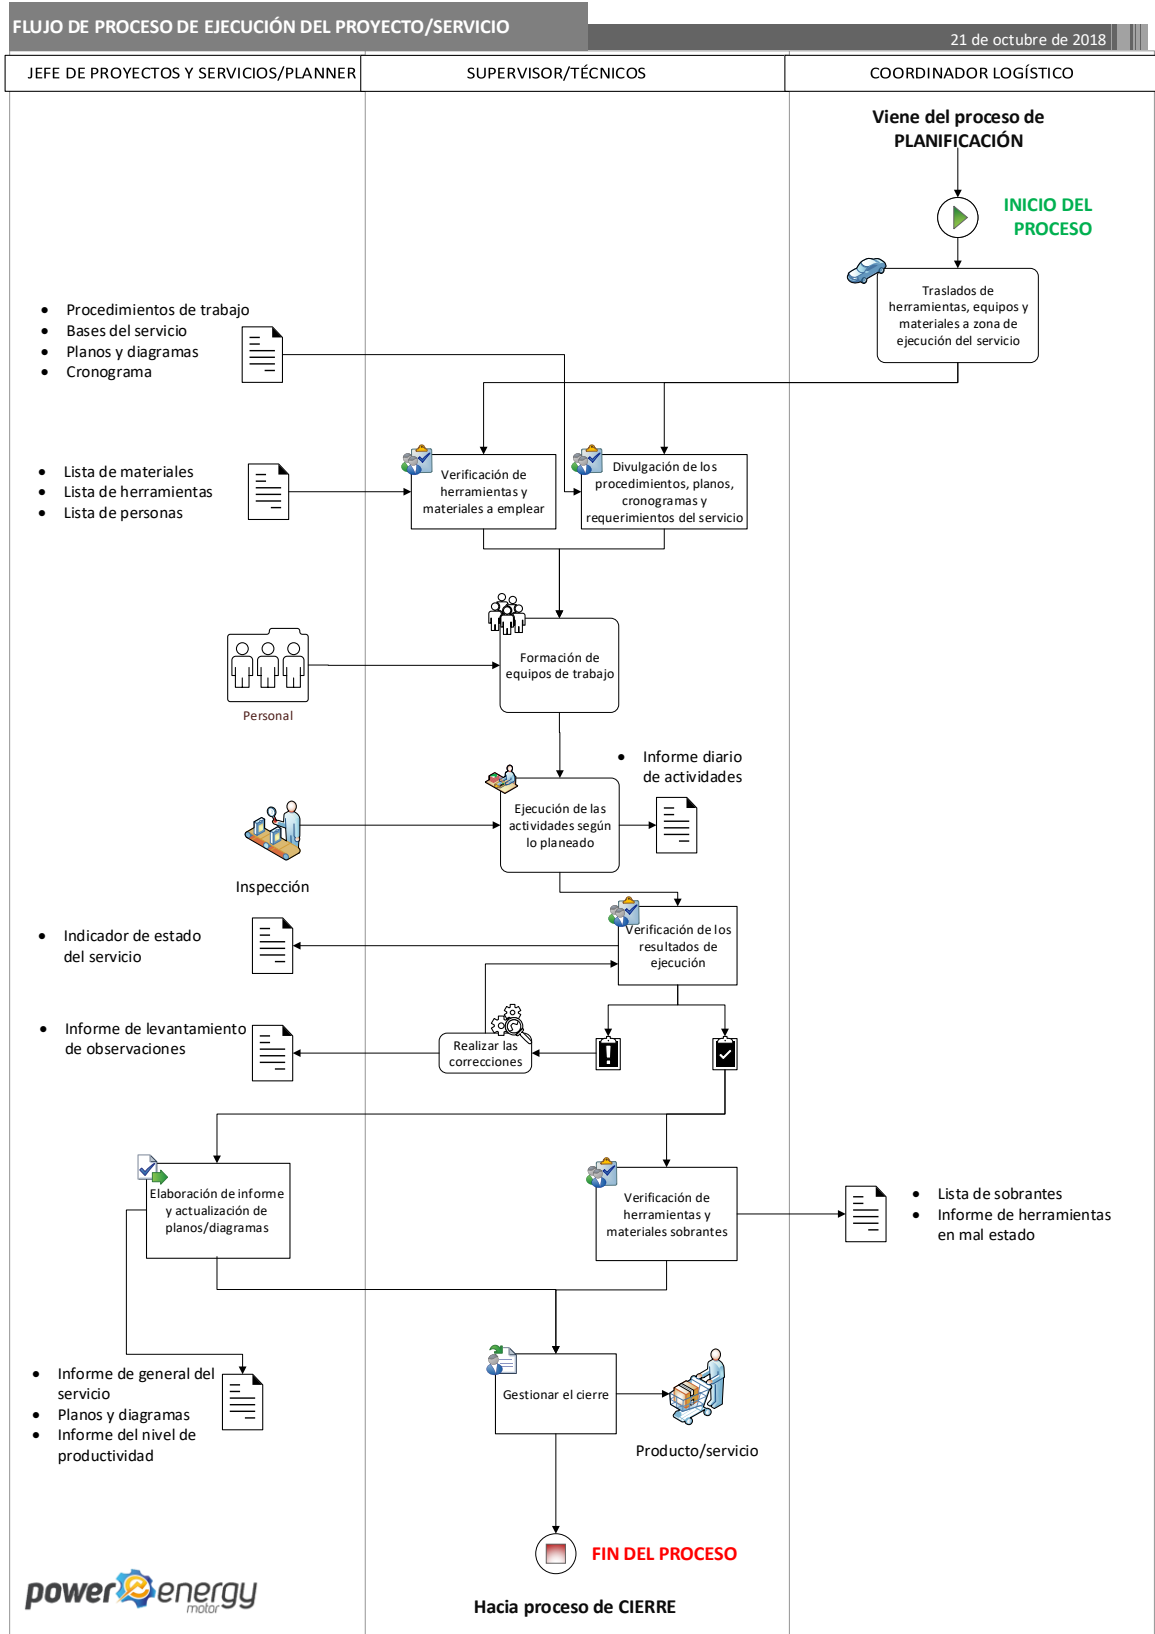 FLUJO DE PROCESO DE EJECUCIÓN DEL PROYECTO/SERVICIO
21 de octubre de 2018
JEFE DE PROYECTOS Y SERVICIOS/PLANNER
SUPERVISOR/TÉCNICOS
COORDINADOR LOGÍSTICO
Viene del proceso de
PLANIFICACIÓN
INICIO DEL
PROCESO
Traslados de
herramientas, equipos y
materiales a zona de
ejecución del servicio
• Procedimientos de trabajo
• Bases del servicio
• Planos y diagramas
• Cronograma
• Lista de materiales
• Lista de herramientas
• Lista de personas
Verificación de
herramientas y
materiales a emplear
Divulgación de los
procedimientos, planos,
cronogramas y
requerimientos del servicio
Formación de
equipos de trabajo
Personal
• Informe diario
de actividades
Ejecución de las
actividades según
lo planeado
Inspección
• Indicador de estado
del servicio
Verificación de los
resultados de
ejecución
• Informe de levantamiento
de observaciones
Realizar las
correcciones
Elaboración de informe
y actualización de
planos/diagramas
Verificación de
herramientas y
materiales sobrantes
• Lista de sobrantes
• Informe de herramientas
en mal estado
• Informe de general del
servicio
• Planos y diagramas
• Informe del nivel de
productividad
Gestionar el cierre
Producto/servicio
FIN DEL PROCESO
Hacia proceso de CIERRE
power energy
motor